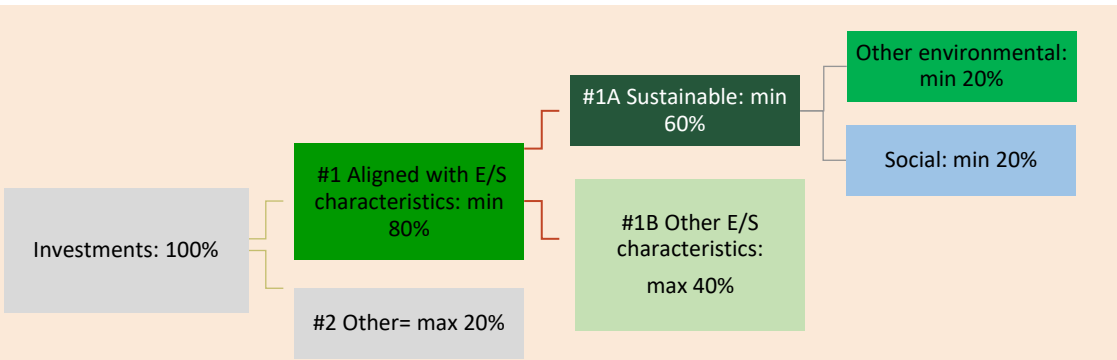 Investments: 100%
#1 Aligned with E/S
characteristics: min
80%
#2 Other= max 20%
#1A Sustainable: min
60%
#1B Other E/S
characteristics:
max 40%
Other environmental:
min 20%
Social: min 20%